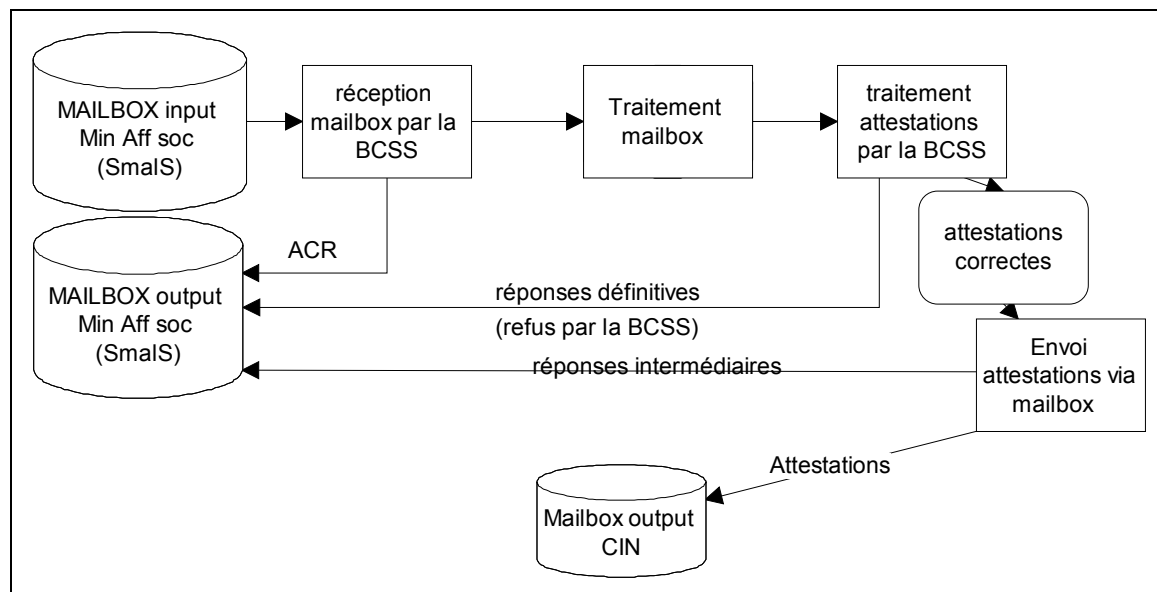 MAILBOX input
Min Aff soc
(SmalS)
réception
mailbox par la
BCSS
Traitement
mailbox
traitement
attestations
par la BCSS
attestations
correctes
ACR
MAILBOX output
Min Aff soc
(SmalS)
réponses définitives
(refus par la BCSS)
réponses intermédiaires
Envoi
attestations via
mailbox
Attestations
Mailbox output
CIN